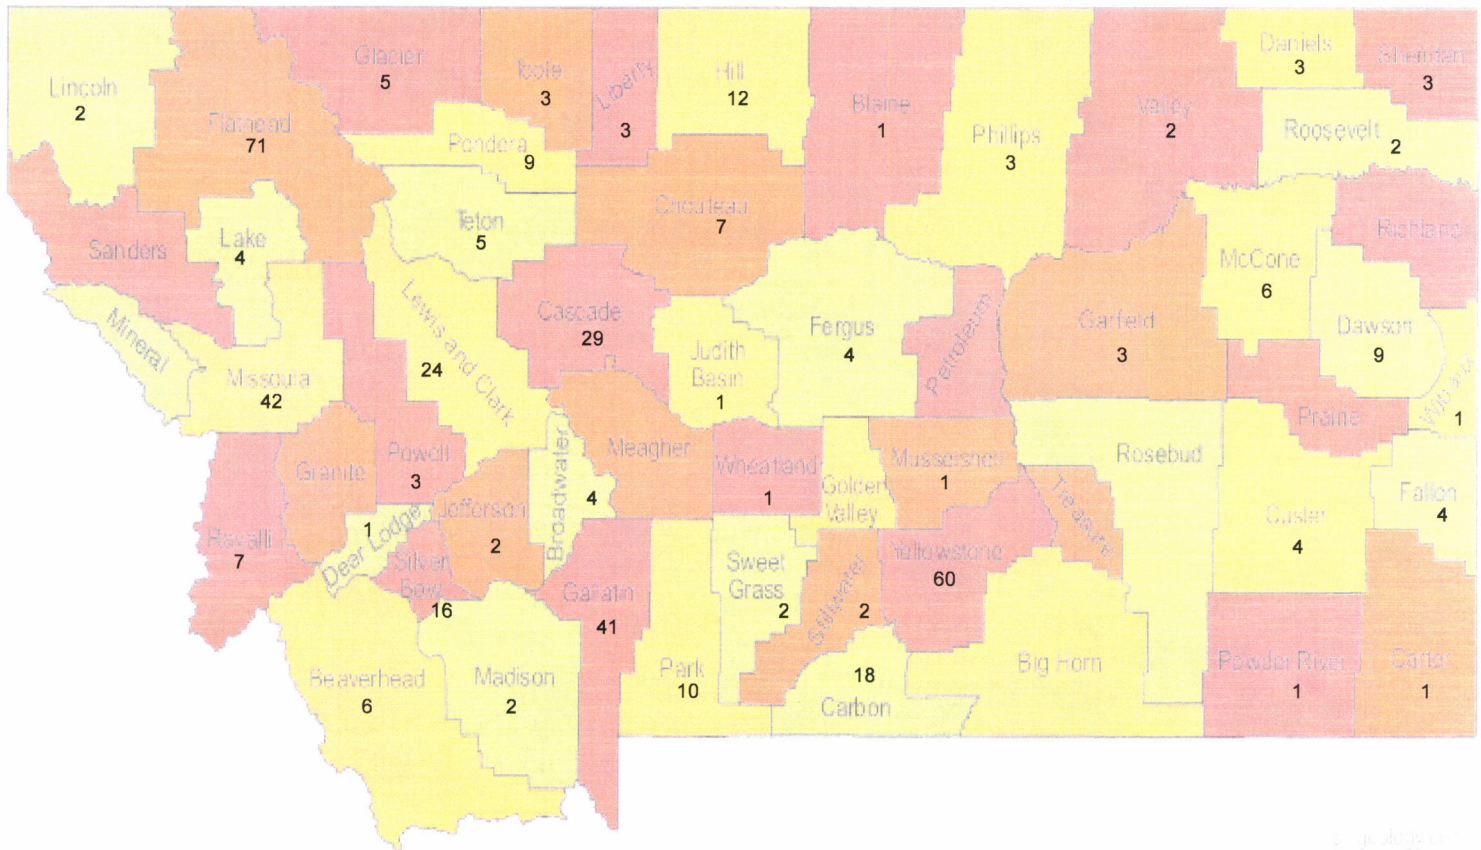 Lincoln
2
Flathead
71
Glacier
5
Toole
3
Liberty
3
Hill
12
Blaine
1
Phillips
3
Valley
2
Daniels
3
Sheridan
3
Roosevelt
2
Pondera
9
Teton
5
Chouteau
7
Sanders
Lake
4
Mineral
Missoula
42
Lewis and Clark
24
Cascade
29
Judith
Basin
1
Fergus
4
Petroleum
Garfield
3
McCone
6
Richland
Dawson
9
Wibaux
1
Prairie
Ravalli
7
Granite
Powell
3
Deer Lodge
1
Silver
Bow
16
Jefferson
2
Broadwater
4
Meagher
Wheatland
1
Golden
Valley
Musselshell
1
Treasure
Rosebud
Custer
4
Fallon
4
Beaverhead
6
Madison
2
Gallatin
41
Park
10
Sweet
Grass
2
Stillwater
2
Yellowstone
60
Carbon
18
Big Horn
Powder River
1
Carter
1